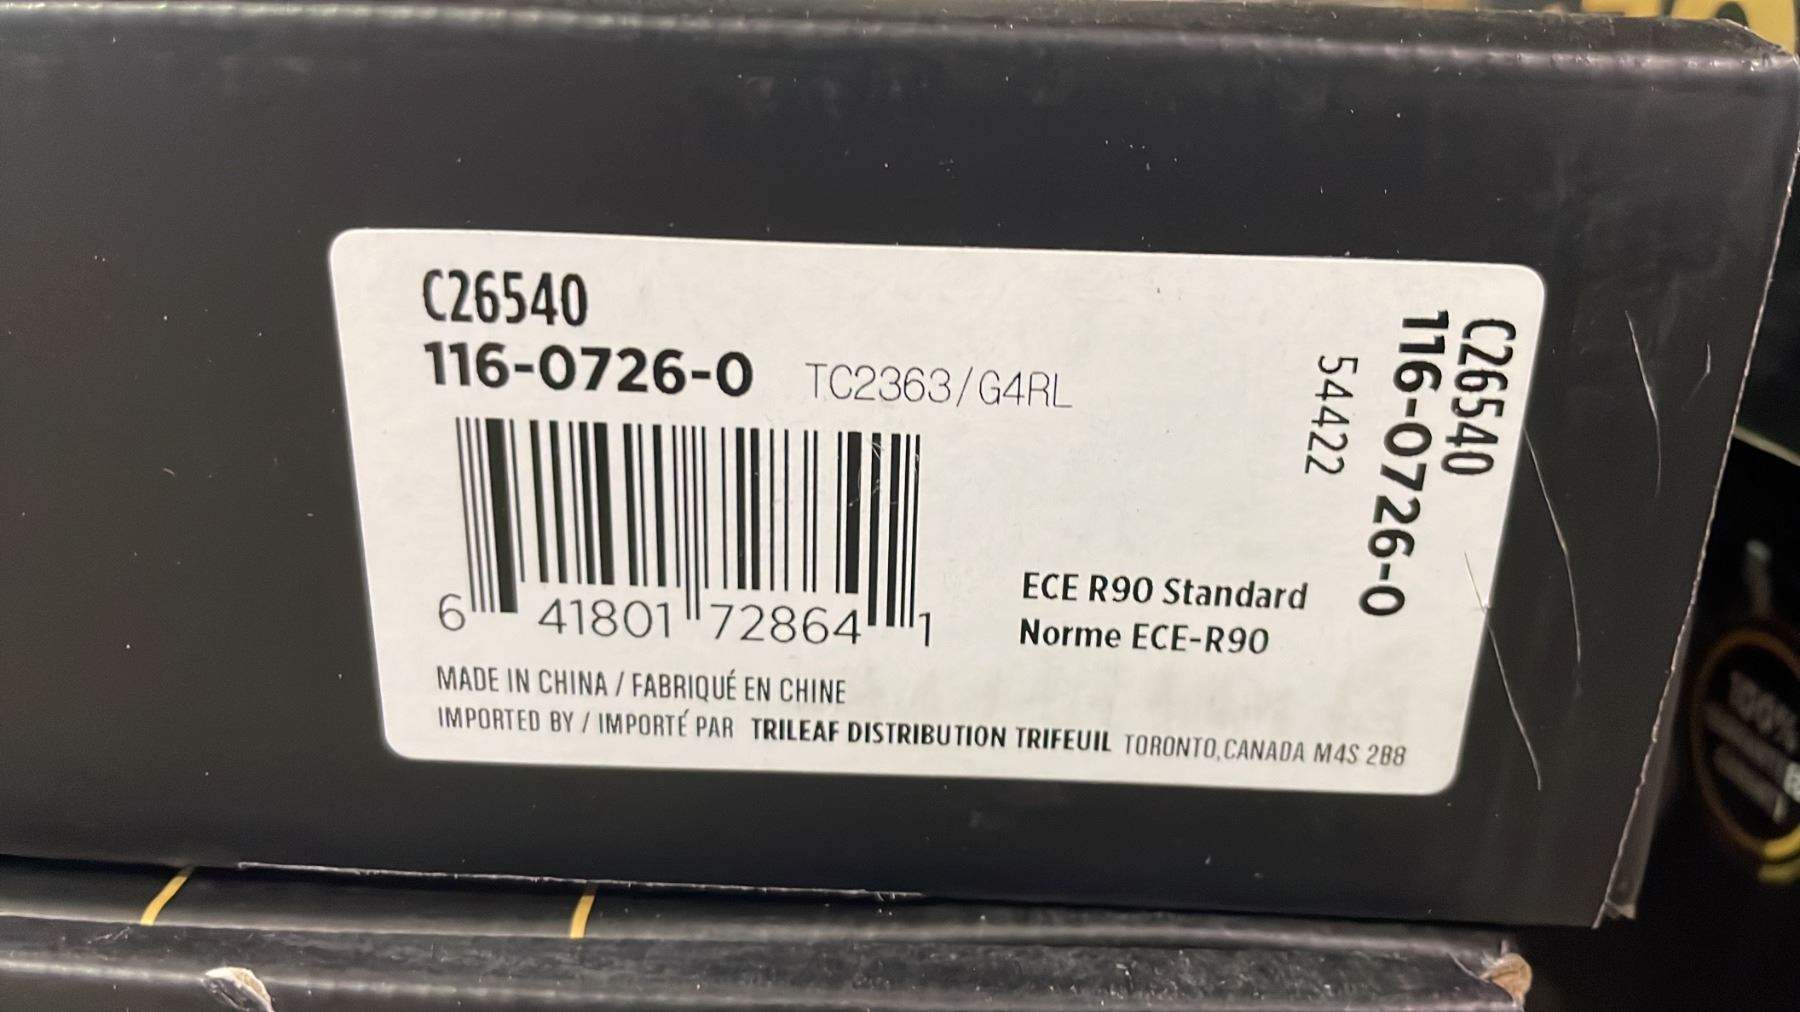 C26540
116-0726-0 TC2363/G4RL
6 41801 72864 1
ECE R90 Standard
Norme ECE-R90
MADE IN CHINA / FABRIQUÉ EN CHINE
IMPORTED BY / IMPORTÉ PAR TRILEAF DISTRIBUTION TRIFEUIL TORONTO,CANADA M4S 2B8
C26540
116-0726-0
54422
100%